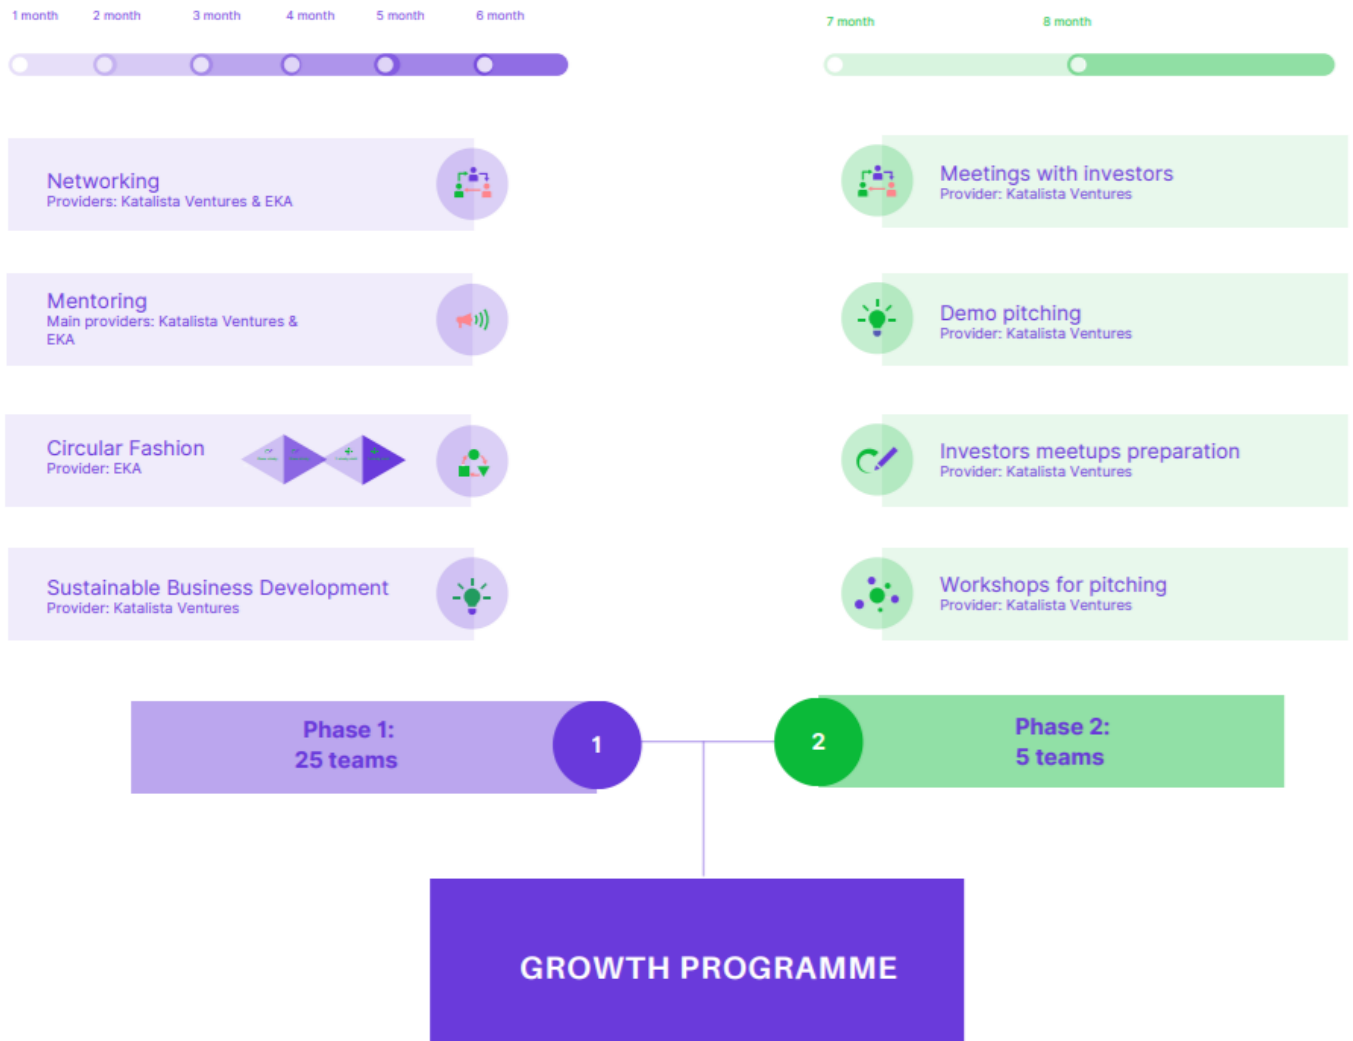 1 month
2 month
3 month
4 month
5 month
6 month
7 month
8 month
Networking
Providers: Katalista Ventures & EKA
Mentoring
Main providers: Katalista Ventures &
EKA
Circular Fashion
Provider: EKA
Sustainable Business Development
Provider: Katalista Ventures
Meetings with investors
Provider: Katalista Ventures
Demo pitching
Provider: Katalista Ventures
Investors meetups preparation
Provider: Katalista Ventures
Workshops for pitching
Provider: Katalista Ventures
Phase 1:
25 teams
1
2
Phase 2:
5 teams
GROWTH PROGRAMME